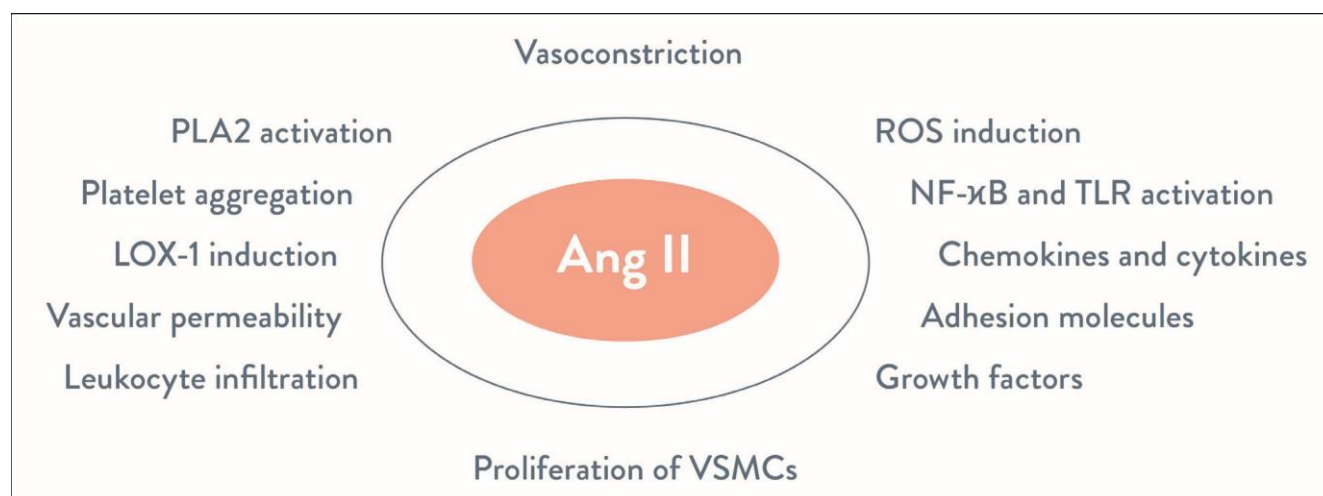 Vasoconstriction
PLA2 activation
ROS induction
Platelet aggregation
NF-ϰB and TLR activation
LOX-1 induction
Ang II
Chemokines and cytokines
Vascular permeability
Adhesion molecules
Leukocyte infiltration
Growth factors
Proliferation of VSMCs